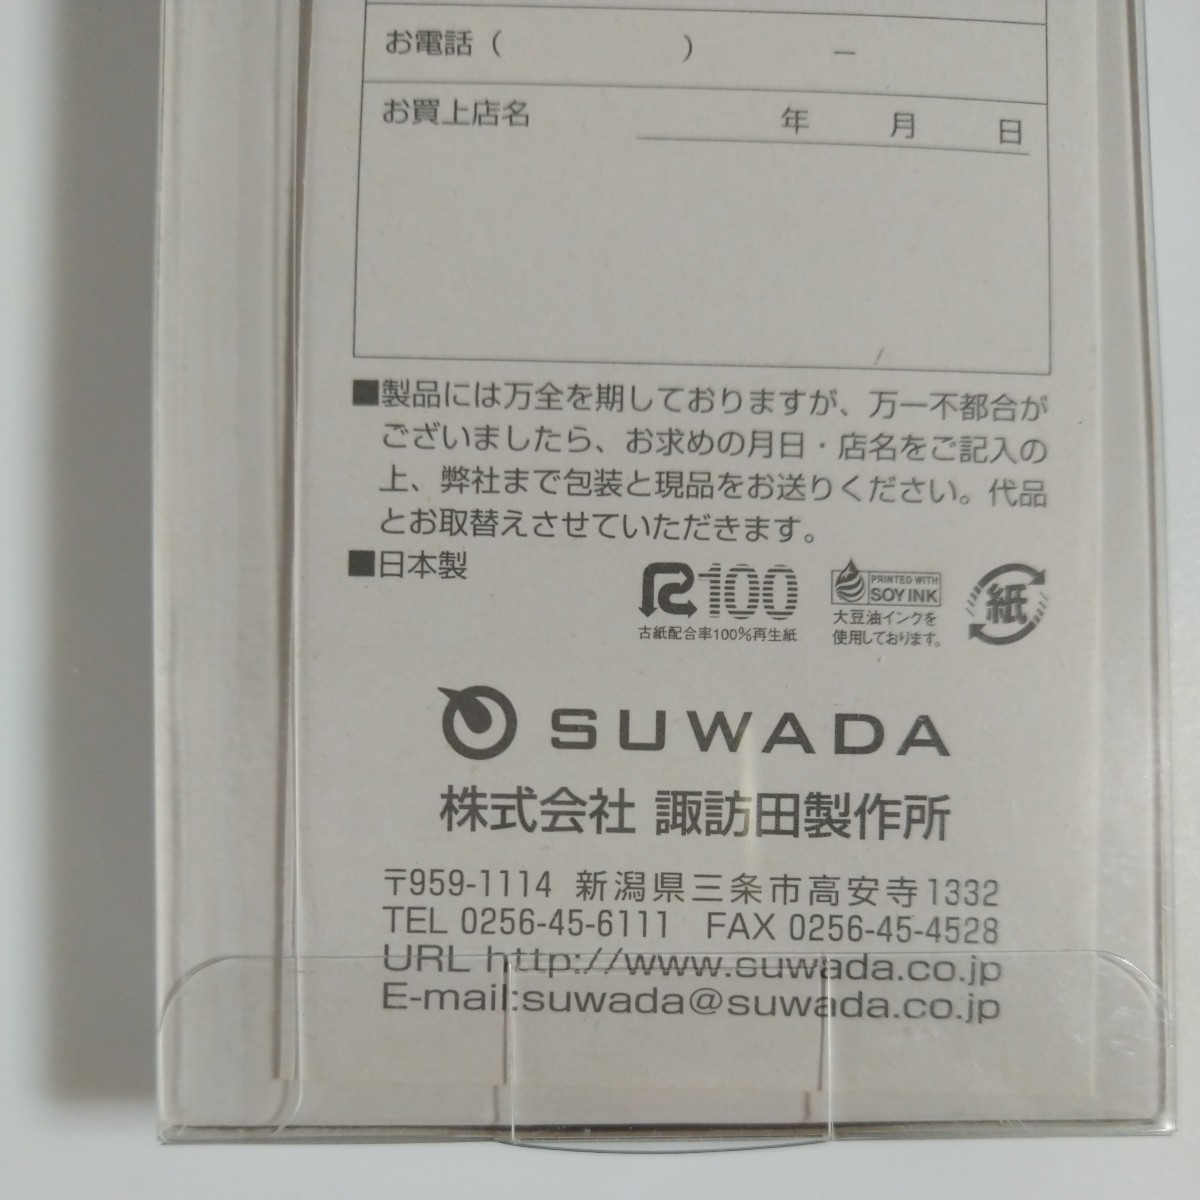 お電話（　　　　　）　　　　－
お買上店名　　　　　　年　　月　　日
■製品には万全を期しておりますが、万一不都合が
ございましたら、お求めの月日・店名をご記入の
上、弊社まで包装と現品をお送りください。代品
とお取替えさせていただきます。
■日本製
R100
古紙配合率100%再生紙
PRINTED WITH
SOY INK
大豆油インクを
使用しております。
紙
SUWADA
株式会社 諏訪田製作所
〒959-1114 新潟県三条市高安寺1332
TEL 0256-45-6111 FAX 0256-45-4528
URL http://www.suwada.co.jp
E-mail:suwada@suwada.co.jp